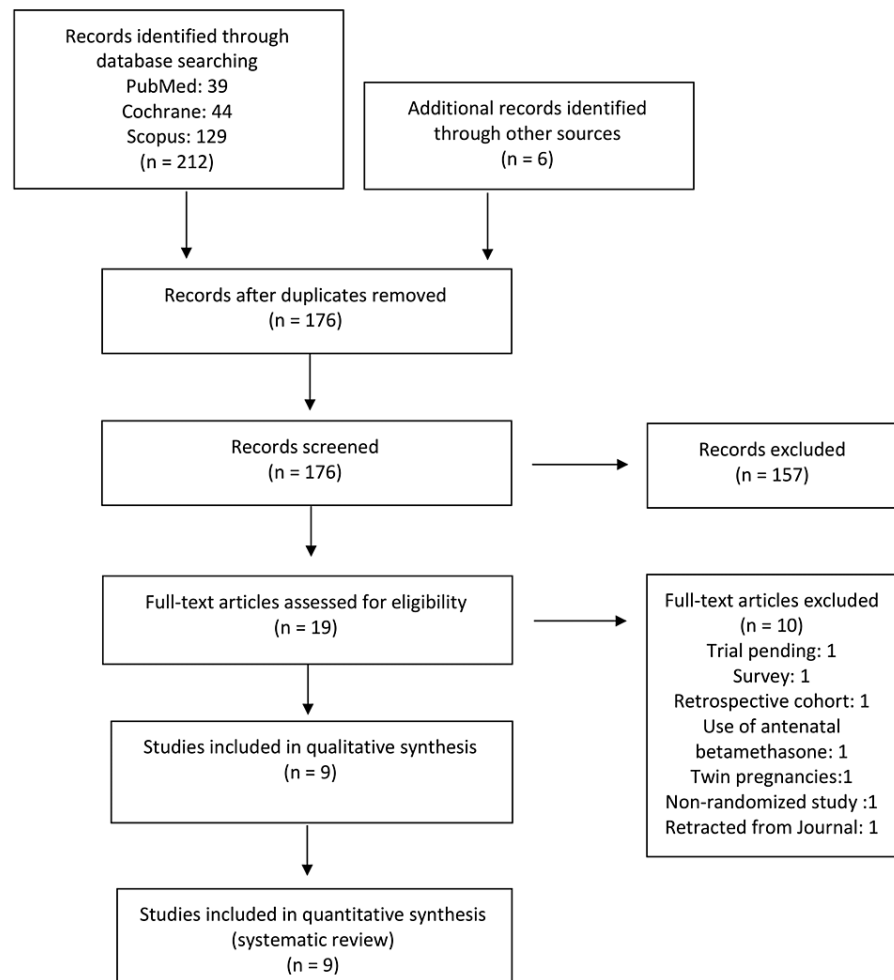 Records identified through
database searching
PubMed: 39
Cochrane: 44
Scopus: 129
(n = 212)
Additional records identified
through other sources
(n = 6)
Records after duplicates removed
(n = 176)
Records screened
(n = 176)
Records excluded
(n = 157)
Full-text articles assessed for eligibility
(n = 19)
Full-text articles excluded
(n = 10)
Trial pending: 1
Survey: 1
Retrospective cohort: 1
Use of antenatal
betamethasone: 1
Twin pregnancies:1
Non-randomized study :1
Retracted from Journal: 1
Studies included in qualitative synthesis
(n = 9)
Studies included in quantitative synthesis
(systematic review)
(n = 9)